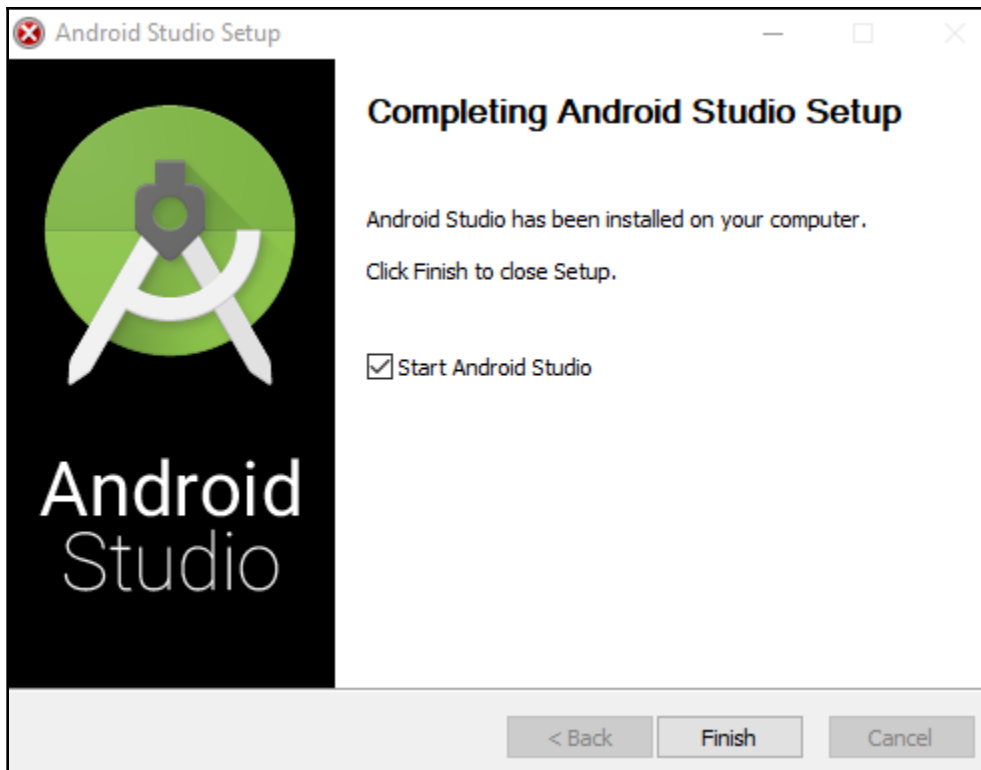 Android Studio Setup
Completing Android Studio Setup
Android Studio has been installed on your computer.
Click Finish to close Setup.
Start Android Studio
Android
Studio
< Back
Finish
Cancel